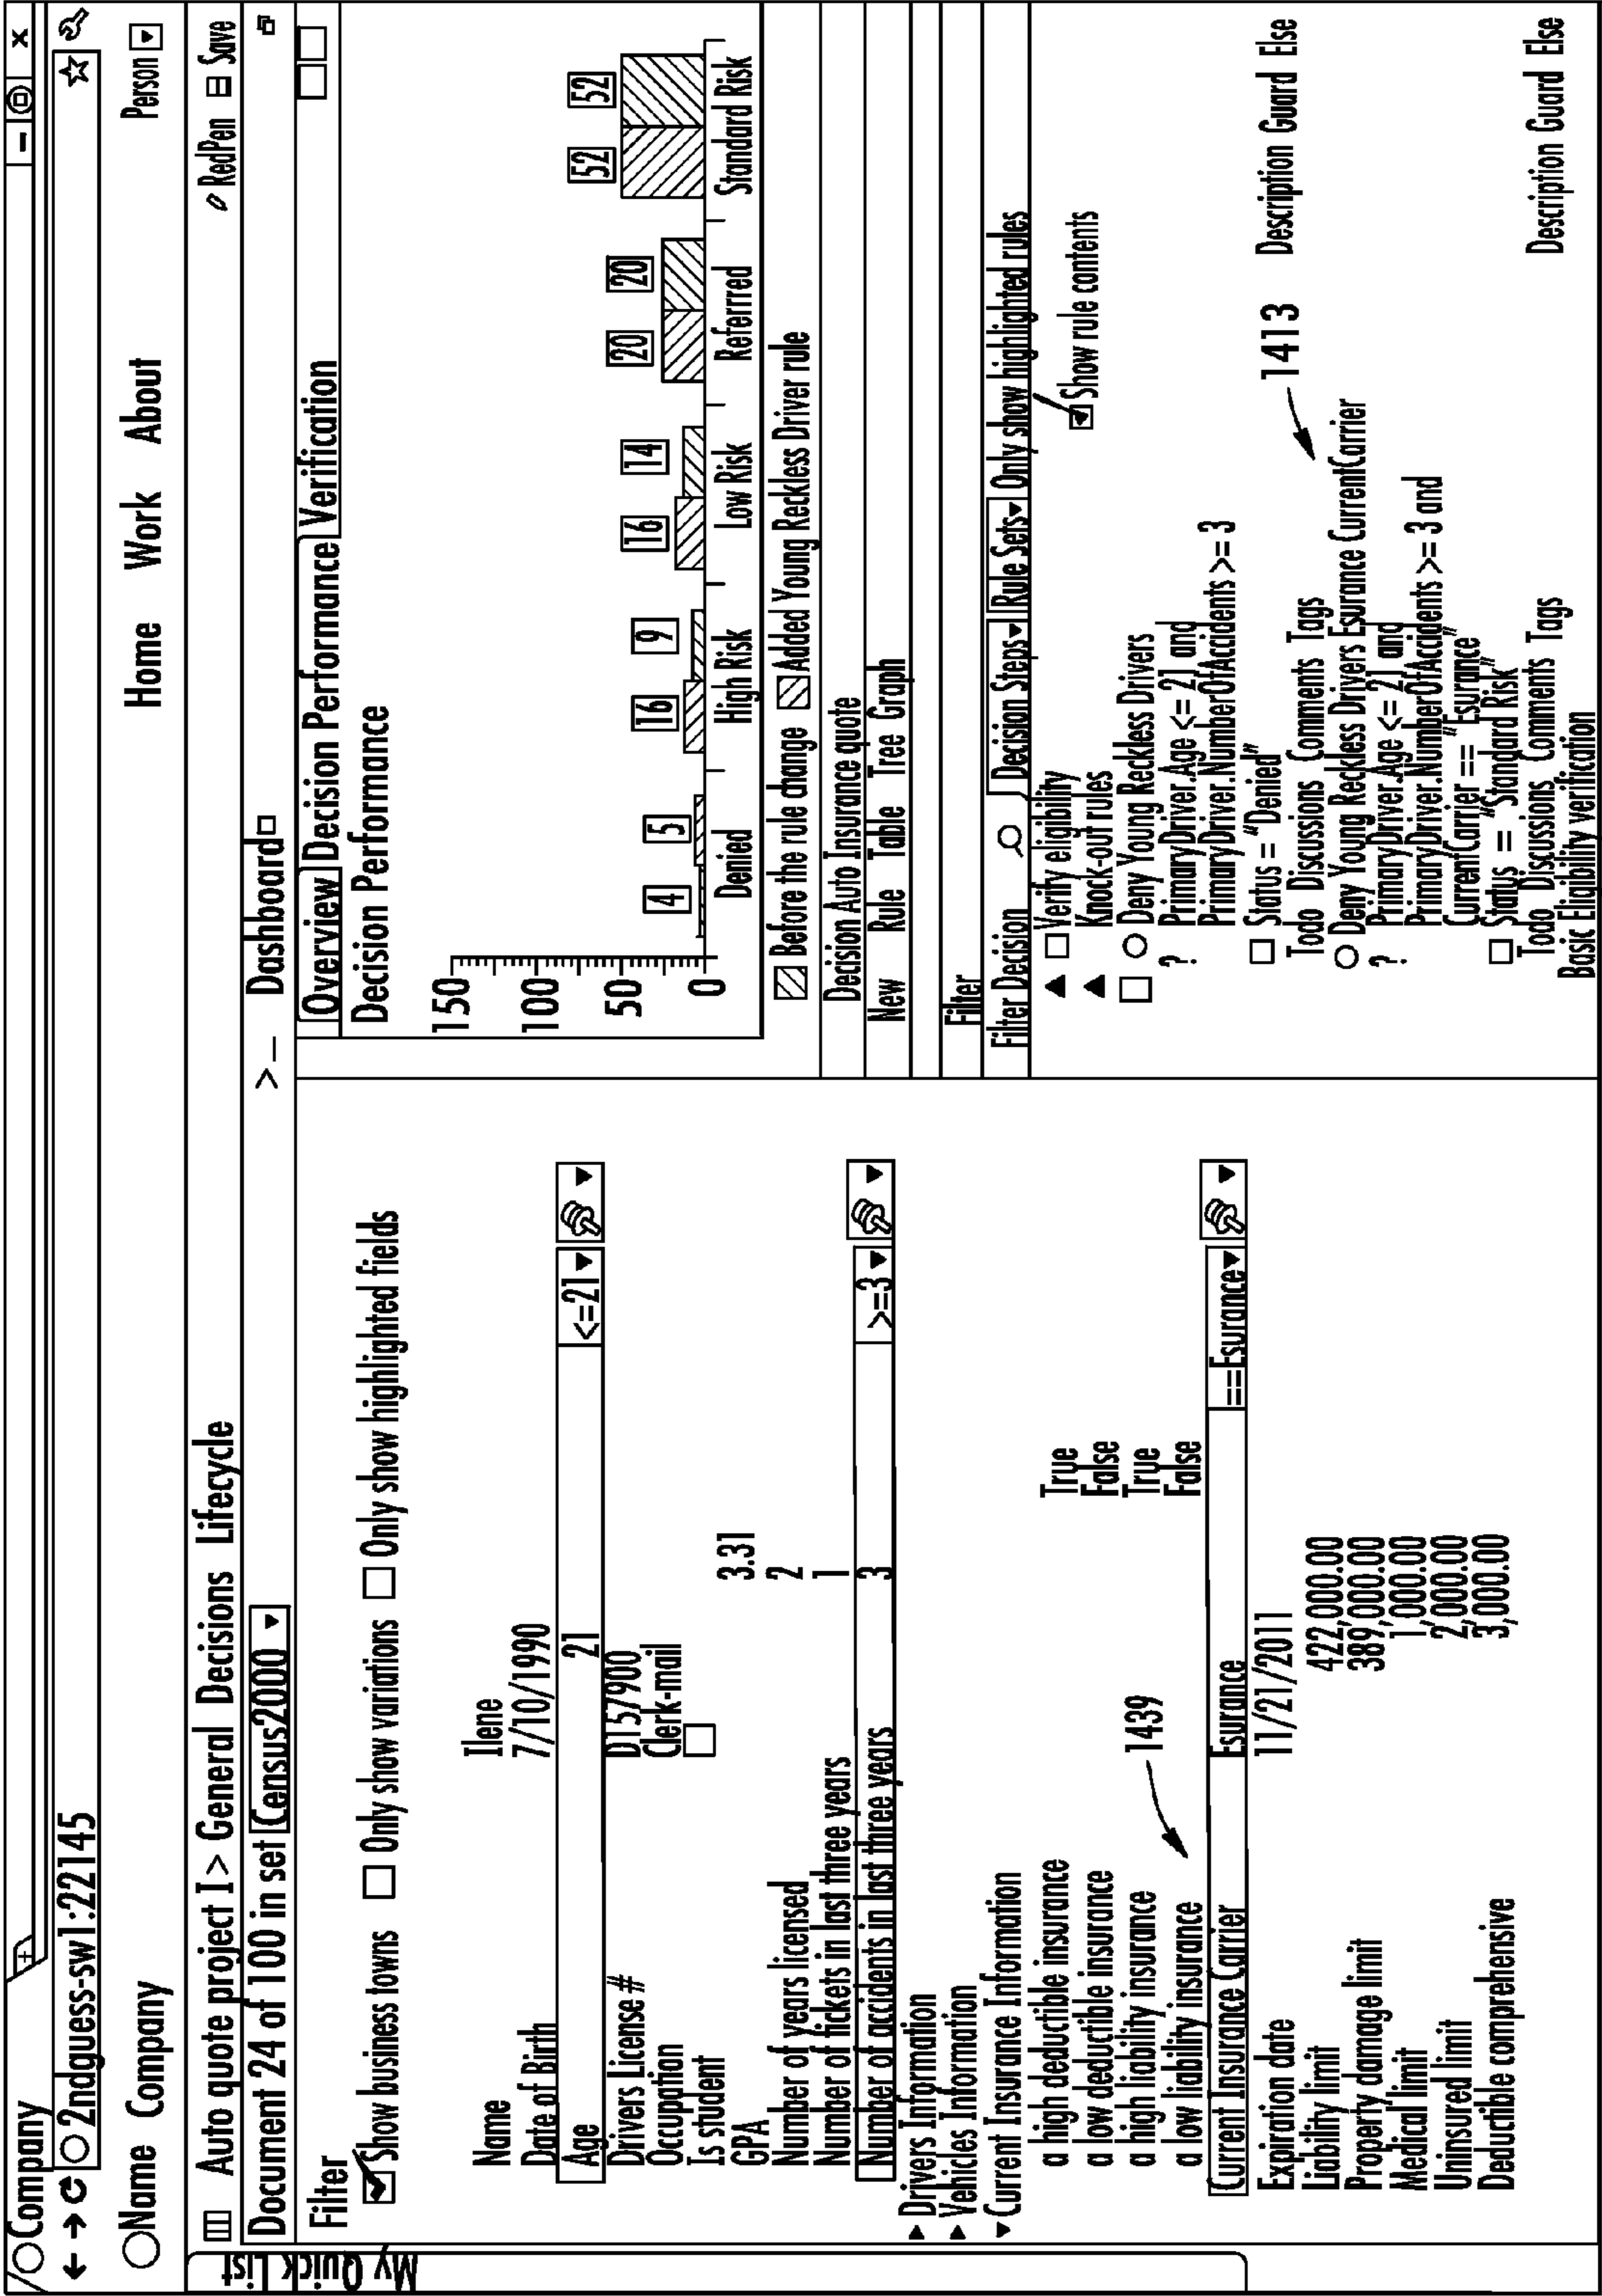 Company
2ndguess-sw1:22145
Name Company Home Work About Person
Auto quote project I > General Decisions Lifecycle RedPen Save
Document 24 of 100 in set Census2000
>_ Dashboard
My Quick List
Filter
Show business towns Only show variations Only show highlighted fields
Name Ilene
Date of Birth 7/10/1990
Age 21 <=21
Drivers License # D157900
Occupation Clerk-mail
Is student
GPA 3.31
Number of years licensed 2
Number of tickets in last three years 1
Number of accidents in last three years 3 >=3
Drivers Information
Vehicles Information
Current Insurance Information
a high deductible insurance True
a low deductible insurance False
a high liability insurance True
a low liability insurance False
1439
Current Insurance Carrier Esurance ==Esurance
Expiration date 11/21/2011
Liability limit 422,000.00
Property damage limit 389,000.00
Medical limit 1,000.00
Uninsured limit 2,000.00
Deductible comprehensive 3,000.00
Overview Decision Performance Verification
Decision Performance
150
100
50
0
4 5 16 9 16 14 20 20 52 52
Denied High Risk Low Risk Referred Standard Risk
Before the rule change Added Young Reckless Driver rule
Decision Auto Insurance quote
New Rule Table Tree Graph
Filter
Filter Decision Decision Steps Rule Sets Only show highlighted rules
Verify eligibility
Show rule contents
Knock-out rules
Deny Young Reckless Drivers
? PrimaryDriver.Age <= 21 and
PrimaryDriver.NumberOfAccidents >= 3
Status = "Denied" Description Guard Else
Todo Discussions Comments Tags
1413
Deny Young Reckless Drivers Esurance CurrentCarrier
? PrimaryDriver.Age <= 21 and
PrimaryDriver.NumberOfAccidents >= 3 and
CurrentCarrier == "Esurance"
Status = "Standard Risk"
Todo Discussions Comments Tags Description Guard Else
Basic Eligibility verification